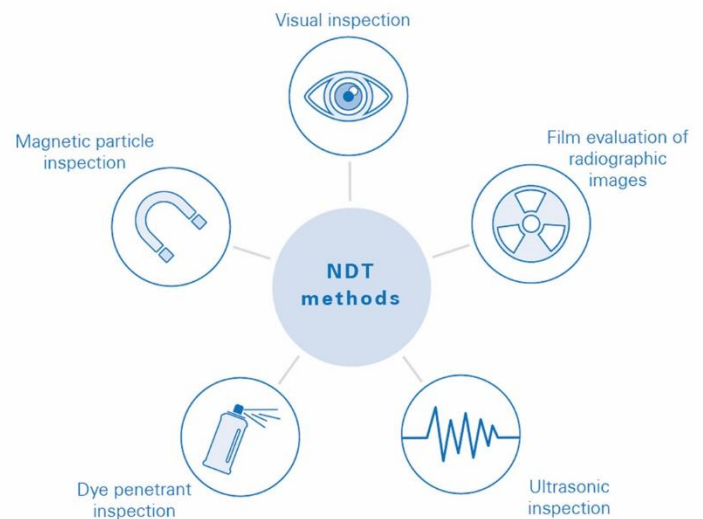 Visual inspection
Magnetic particle
inspection
Film evaluation of
radiographic
images
NDT
methods
Dye penetrant
inspection
Ultrasonic
inspection